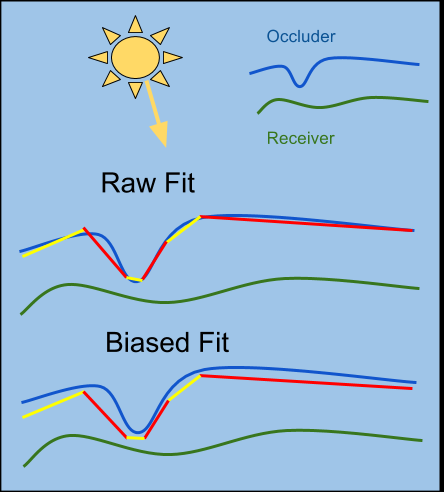 Occluder
Receiver
Raw Fit
Biased Fit